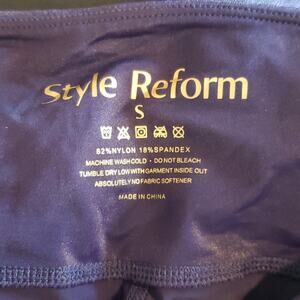 Style Reform
S
82%NYLON 18%SPANDEX
MACHINE WASH COLD • DO NOT BLEACH
TUMBLE DRY LOW WITH GARMENT INSIDE OUT
ABSOLUTELY NO FABRIC SOFTENER
MADE IN CHINA